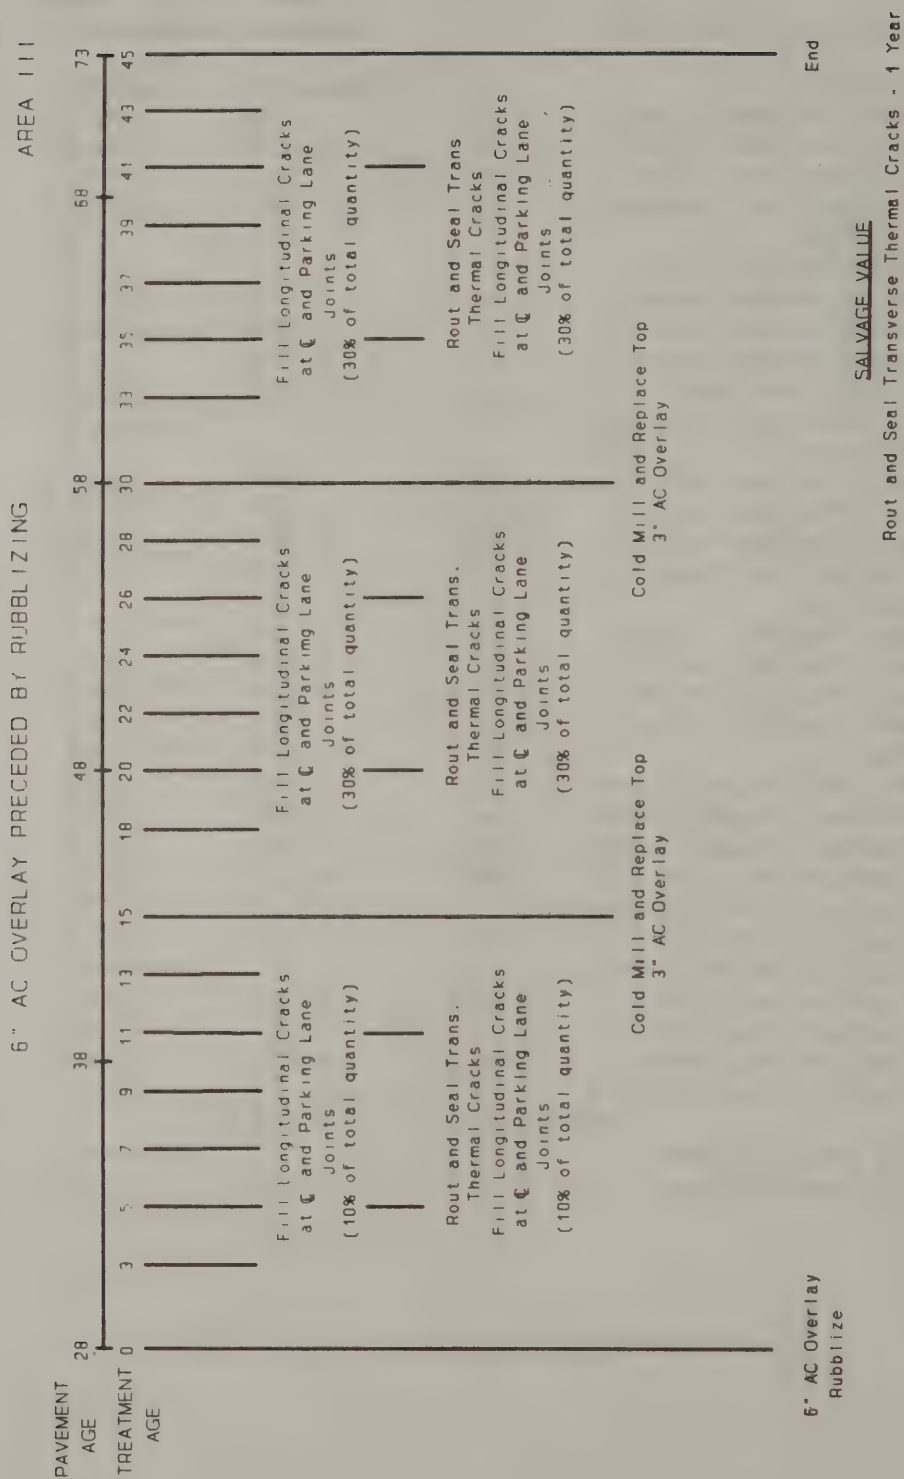 6" AC OVERLAY PRECEDED BY RUBBLIZING
AREA III
PAVEMENT
AGE
28 38 48 58 68 73
TREATMENT
AGE
0 3 5 7 9 11 13 15 18 20 22 24 26 28 30 33 35 37 39 41 43 45
Fill Longitudinal Cracks
at ℄ and Parking Lane
Joints
(10% of total quantity)
Rout and Seal Trans.
Thermal Cracks
Fill Longitudinal Cracks
at ℄ and Parking Lane
Joints
(10% of total quantity)
Cold Mill and Replace Top
3" AC Overlay
Fill Longitudinal Cracks
at ℄ and Parkimg Lane
Joints
(30% of total quantity)
Rout and Seal Trans.
Thermal Cracks
Fill Longitudinal Cracks
at ℄ and Parking Lane
Joints
(30% of total quantity)
Cold Mill and Replace Top
3" AC Overlay
Fill Longitudinal Cracks
at ℄ and Parking Lane
Joints
(30% of total quantity)
Rout and Seal Trans
Thermal Cracks
Fill Longitudinal Cracks
at ℄ and Parking Lane
Joints
(30% of total quantity)
6" AC Overlay
Rubblize
End
SALVAGE VALUE
Rout and Seal Transverse Thermal Cracks - 1 Year